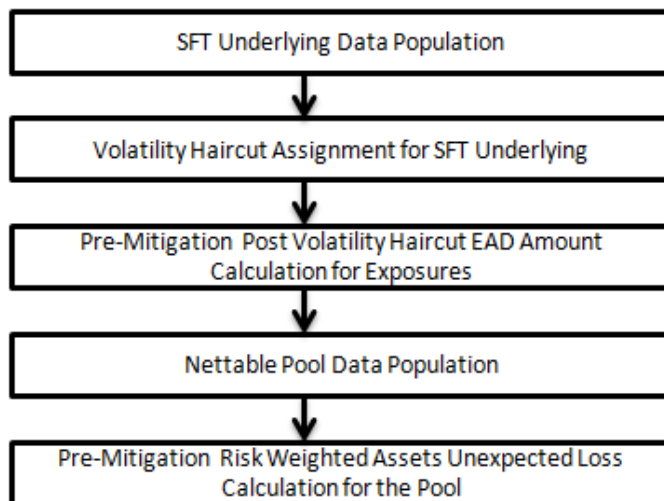 SFT Underlying Data Population
Volatility Haircut Assignment for SFT Underlying
Pre-Mitigation Post Volatility Haircut EAD Amount
Calculation for Exposures
Nettable Pool Data Population
Pre-Mitigation Risk Weighted Assets Unexpected Loss
Calculation for the Pool